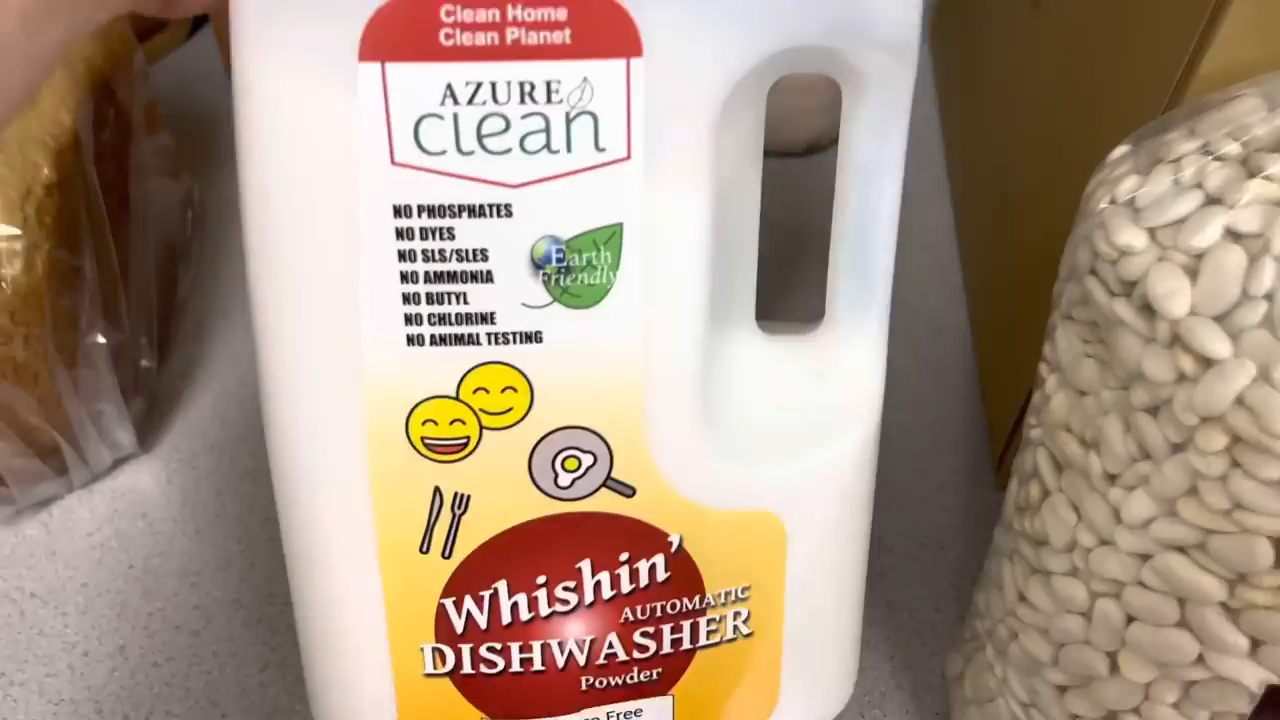 Clean Home
Clean Planet
AZURE
clean
NO PHOSPHATES
NO DYES
NO SLS/SLES
NO AMMONIA
NO BUTYL
NO CHLORINE
NO ANIMAL TESTING
Earth
Friendly
Whishin'
AUTOMATIC
DISHWASHER
Powder
Free